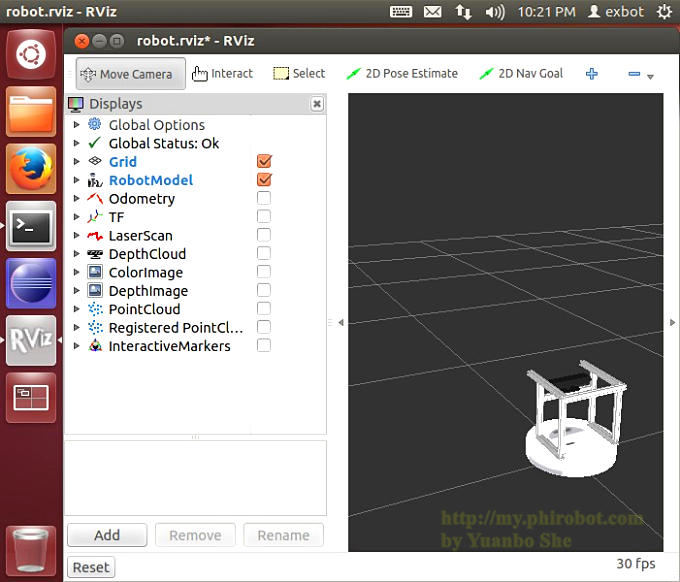 robot.rviz - RViz
10:21 PM
exbot
robot.rviz* - RViz
Move Camera
Interact
Select
2D Pose Estimate
2D Nav Goal
Displays
Global Options
Global Status: Ok
Grid
RobotModel
Odometry
TF
LaserScan
DepthCloud
ColorImage
DepthImage
PointCloud
Registered PointCl...
InteractiveMarkers
RViz
Add
Remove
Rename
http://my.phirobot.com
by Yuanbo She
Reset
30 fps